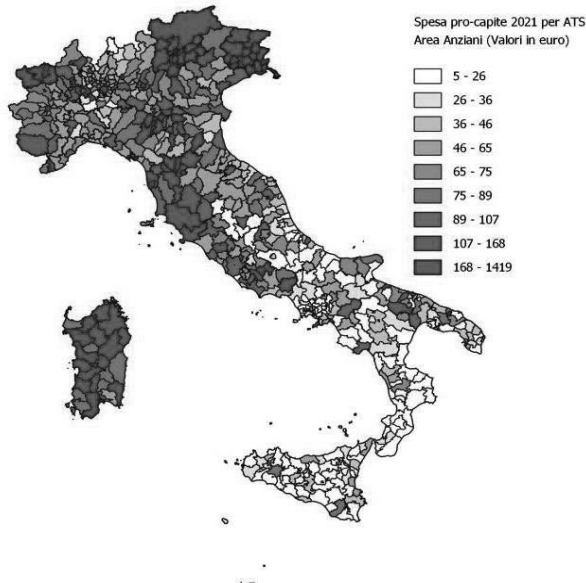 Spesa pro-capite 2021 per ATS
Area Anziani (Valori in euro)
5 - 26
26 - 36
36 - 46
46 - 65
65 - 75
75 - 89
89 - 107
107 - 168
168 - 1419